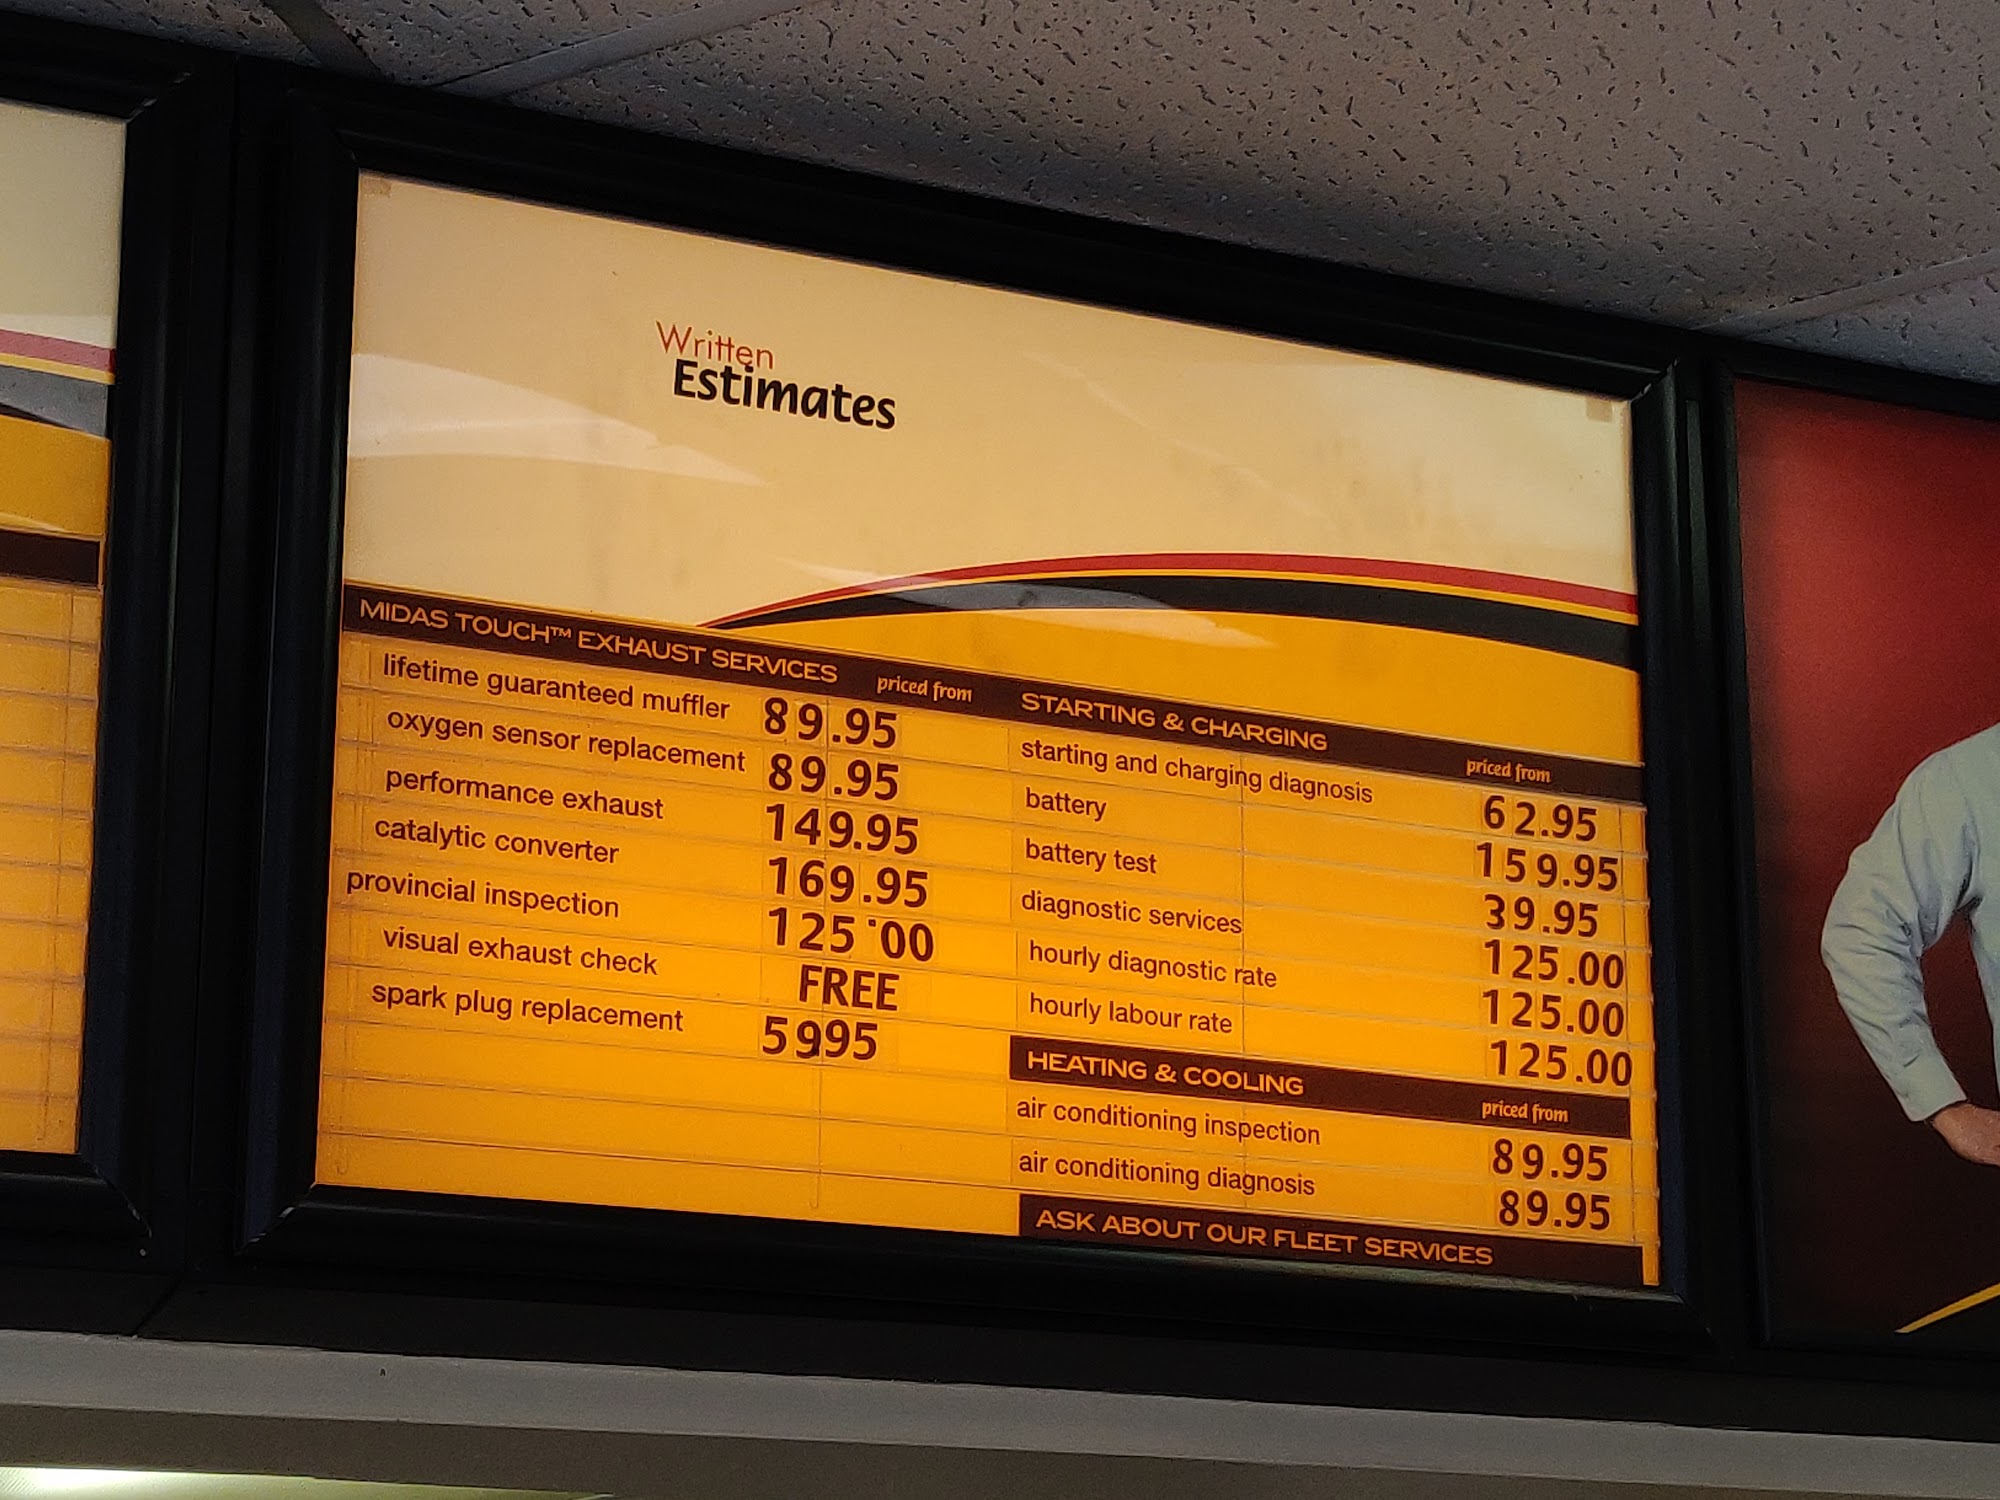 Written
Estimates
MIDAS TOUCH™ EXHAUST SERVICES priced from
lifetime guaranteed muffler 89.95
oxygen sensor replacement 89.95
performance exhaust 149.95
catalytic converter 169.95
provincial inspection 125.00
visual exhaust check FREE
spark plug replacement 5995
STARTING & CHARGING priced from
starting and charging diagnosis 62.95
battery 159.95
battery test 39.95
diagnostic services 125.00
hourly diagnostic rate 125.00
hourly labour rate 125.00
HEATING & COOLING priced from
air conditioning inspection 89.95
air conditioning diagnosis 89.95
ASK ABOUT OUR FLEET SERVICES